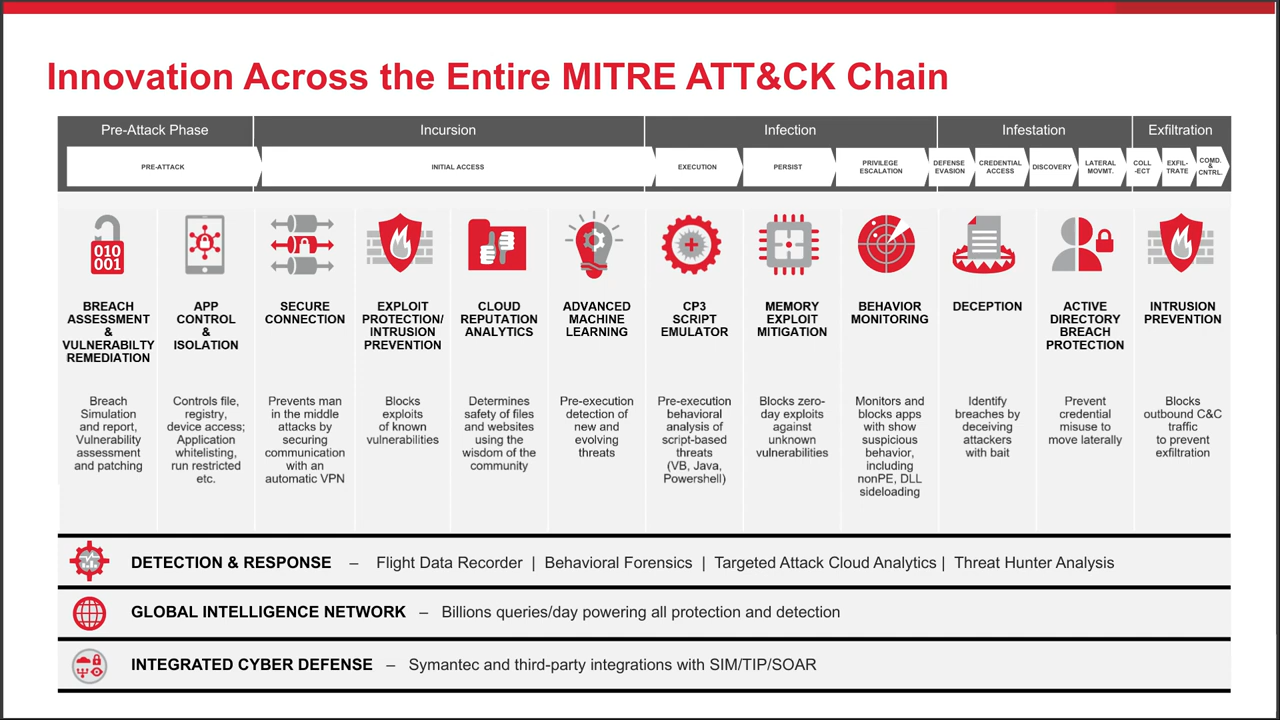 Innovation Across the Entire MITRE ATT&CK Chain
Pre-Attack Phase
Incursion
Infection
Infestation
Exfiltration
PRE-ATTACK
INITIAL ACCESS
EXECUTION
PERSIST
PRIVILEGE
ESCALATION
DEFENSE
EVASION
CREDENTIAL
ACCESS
DISCOVERY
LATERAL
MOVMT.
COLL
-ECT
EXFIL-
TRATE
COMD.
&
CNTRL.
010
001
BREACH
ASSESSMENT
&
VULNERABILTY
REMEDIATION
Breach
Simulation
and report,
Vulnerability
assessment
and patching
APP
CONTROL
&
ISOLATION
Controls file,
registry,
device access;
Application
whitelisting,
run restricted
etc.
SECURE
CONNECTION
Prevents man
in the middle
attacks by
securing
communication
with an
automatic VPN
EXPLOIT
PROTECTION/
INTRUSION
PREVENTION
Blocks
exploits
of known
vulnerabilities
CLOUD
REPUTATION
ANALYTICS
Determines
safety of files
and websites
using the
wisdom of the
community
ADVANCED
MACHINE
LEARNING
Pre-execution
detection of
new and
evolving
threats
CP3
SCRIPT
EMULATOR
Pre-execution
behavioral
analysis of
script-based
threats
(VB, Java,
Powershell)
MEMORY
EXPLOIT
MITIGATION
Blocks zero-
day exploits
against
unknown
vulnerabilities
BEHAVIOR
MONITORING
Monitors and
blocks apps
with show
suspicious
behavior,
including
nonPE, DLL
sideloading
DECEPTION
Identify
breaches by
deceiving
attackers
with bait
ACTIVE
DIRECTORY
BREACH
PROTECTION
Prevent
credential
misuse to
move laterally
INTRUSION
PREVENTION
Blocks
outbound C&C
traffic
to prevent
exfiltration
DETECTION & RESPONSE – Flight Data Recorder | Behavioral Forensics | Targeted Attack Cloud Analytics | Threat Hunter Analysis
GLOBAL INTELLIGENCE NETWORK – Billions queries/day powering all protection and detection
INTEGRATED CYBER DEFENSE – Symantec and third-party integrations with SIM/TIP/SOAR